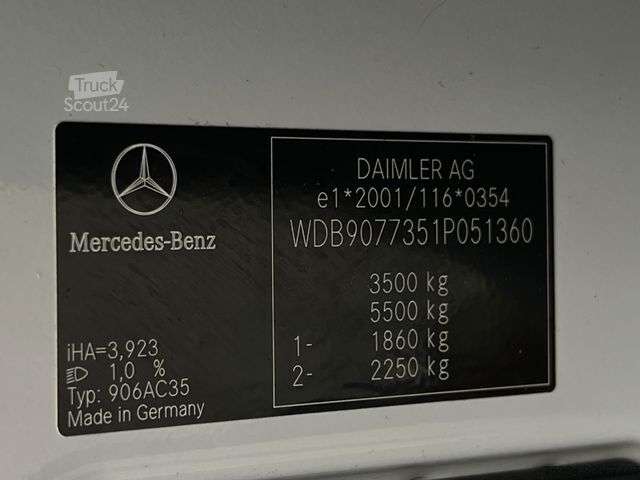 Truck
Scout24
Mercedes-Benz
iHA=3,923
1,0 %
Typ: 906AC35
Made in Germany
DAIMLER AG
e1*2001/116*0354
WDB9077351P051360
3500 kg
5500 kg
1- 1860 kg
2- 2250 kg